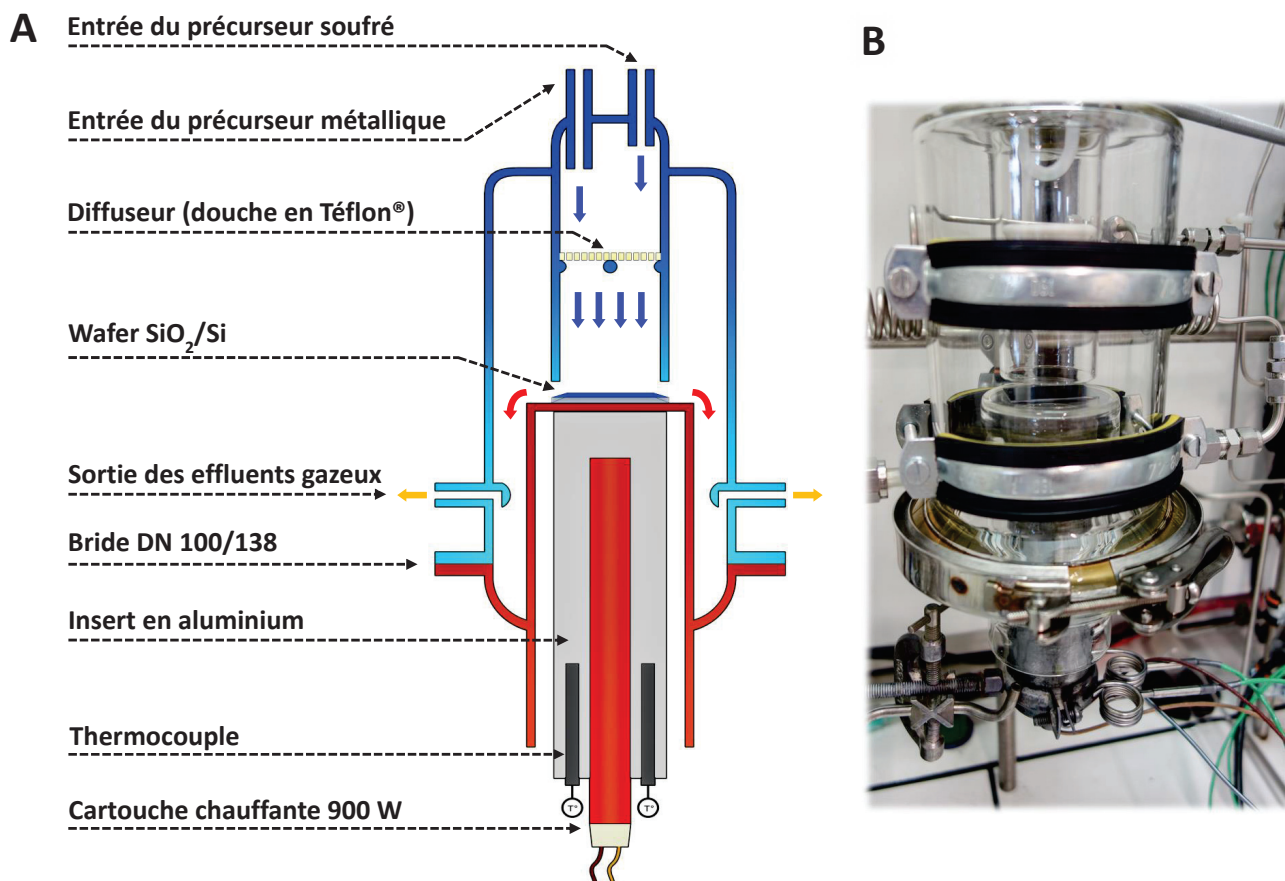 A
Entrée du précurseur soufré
B
Entrée du précurseur métallique
Diffuseur (douche en Téflon®)
Wafer SiO₂/Si
Sortie des effluents gazeux
Bride DN 100/138
Insert en aluminium
Thermocouple
T° T°
Cartouche chauffante 900 W